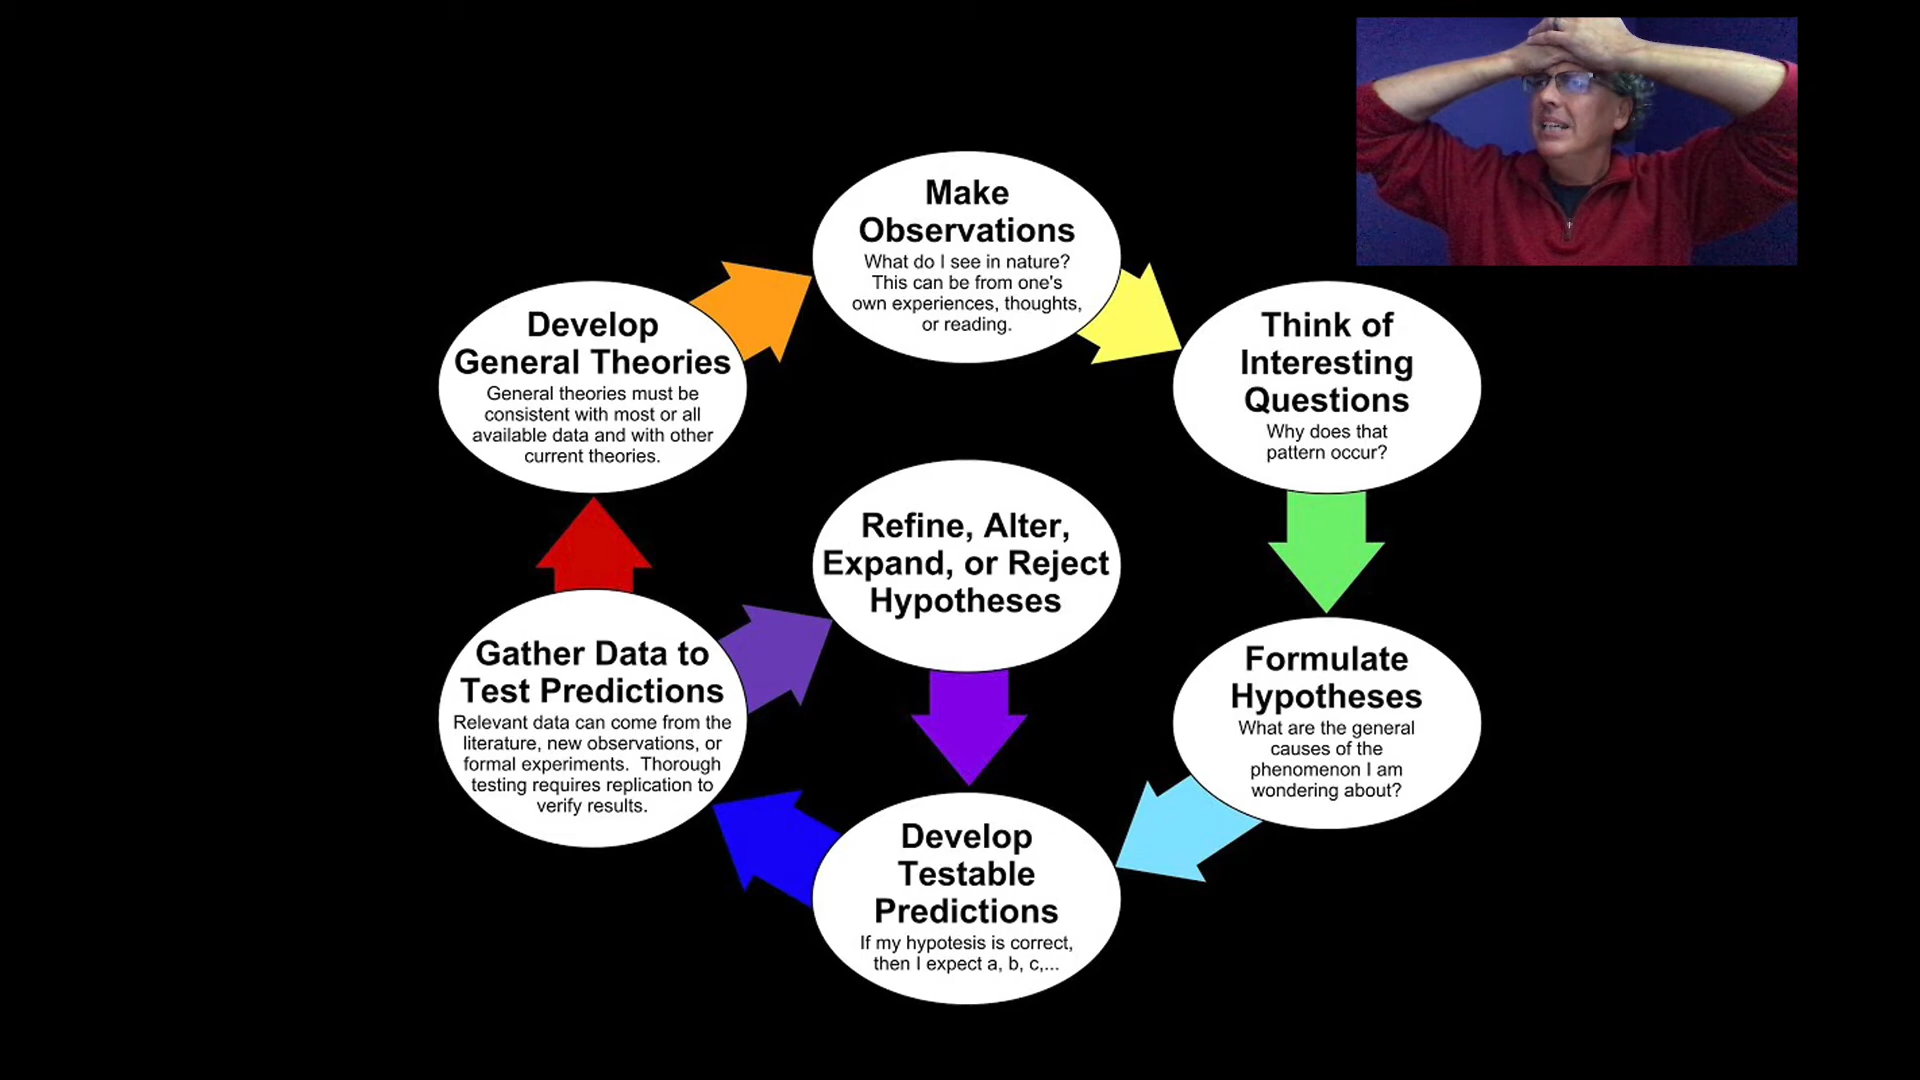 Make
Observations
What do I see in nature?
This can be from one's
own experiences, thoughts,
or reading.
Think of
Interesting
Questions
Why does that
pattern occur?
Formulate
Hypotheses
What are the general
causes of the
phenomenon I am
wondering about?
Develop
Testable
Predictions
If my hypotesis is correct,
then I expect a, b, c,...
Gather Data to
Test Predictions
Relevant data can come from the
literature, new observations, or
formal experiments.  Thorough
testing requires replication to
verify results.
Refine, Alter,
Expand, or Reject
Hypotheses
Develop
General Theories
General theories must be
consistent with most or all
available data and with other
current theories.